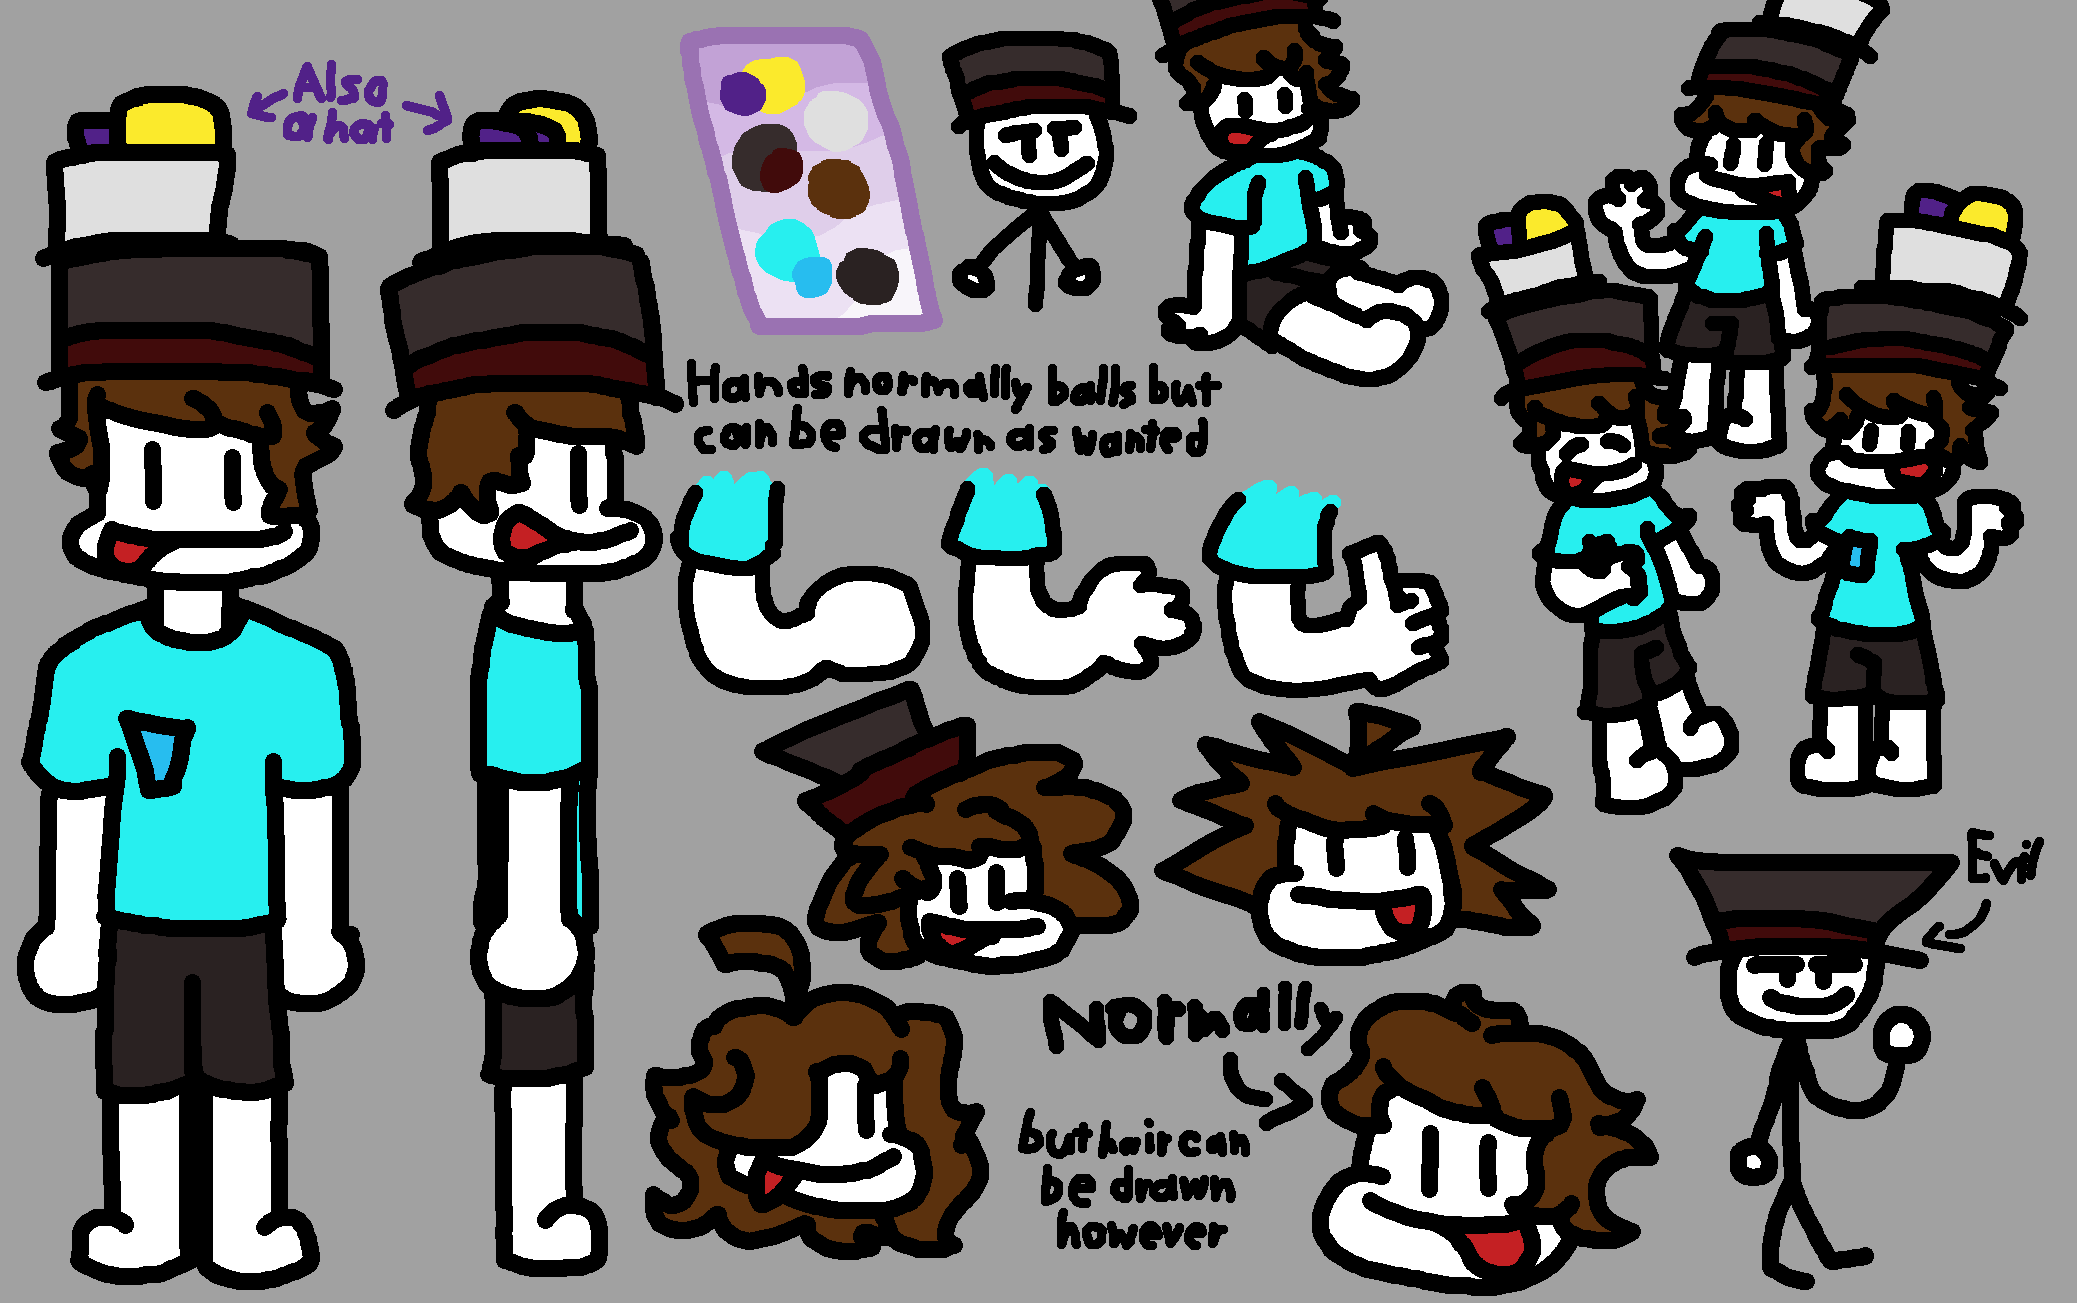 Also
a hat
Hands normally balls but
can be drawn as wanted
Evil
Normally
but hair can
be drawn
however